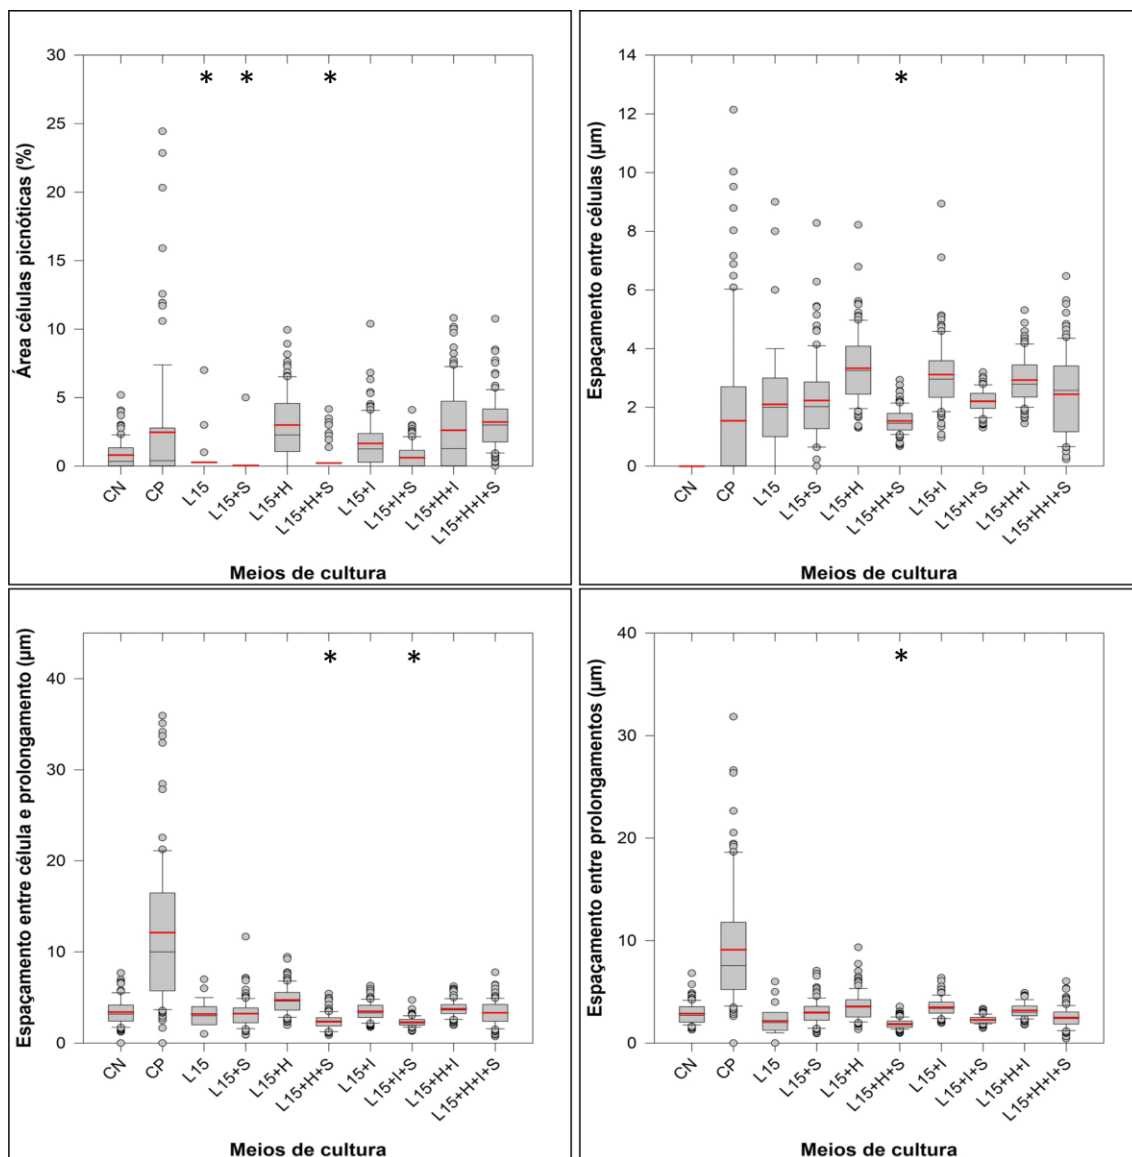 Área células picnóticas (%)
30
25
20
15
10
5
0
* * *
CN CP L15 L15+S L15+H L15+H+S L15+I L15+I+S L15+H+I L15+H+I+S
Meios de cultura
Espaçamento entre células (µm)
14
12
10
8
6
4
2
0
*
CN CP L15 L15+S L15+H L15+H+S L15+I L15+I+S L15+H+I L15+H+I+S
Meios de cultura
Espaçamento entre célula e prolongamento (µm)
40
30
20
10
0
* *
CN CP L15 L15+S L15+H L15+H+S L15+I L15+I+S L15+H+I L15+H+I+S
Meios de cultura
Espaçamento entre prolongamentos (µm)
40
30
20
10
0
*
CN CP L15 L15+S L15+H L15+H+S L15+I L15+I+S L15+H+I L15+H+I+S
Meios de cultura